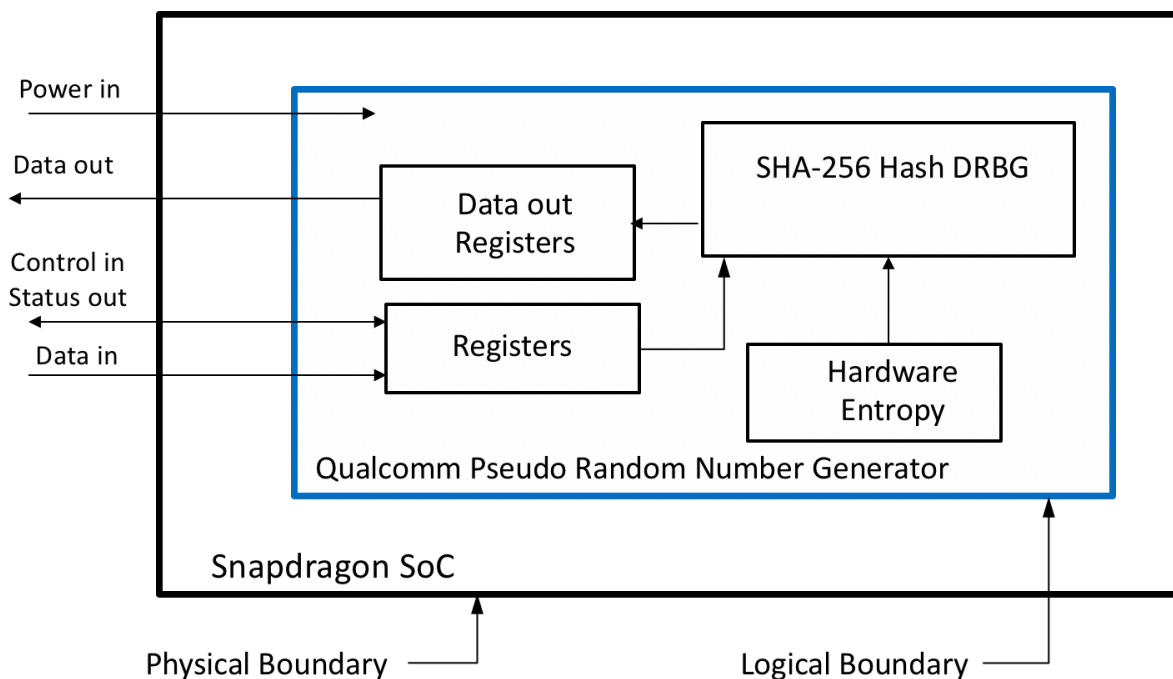 Power in
Data out
Control in
Status out
Data in
SHA-256 Hash DRBG
Data out
Registers
Registers
Hardware
Entropy
Qualcomm Pseudo Random Number Generator
Snapdragon SoC
Physical Boundary
Logical Boundary